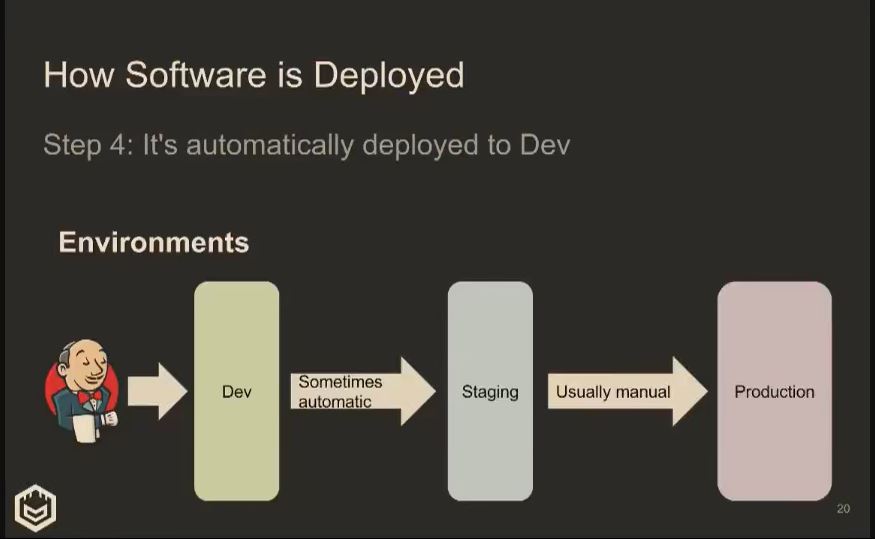 How Software is Deployed
Step 4: It's automatically deployed to Dev
Environments
Dev
Sometimes
automatic
Staging
Usually manual
Production
20